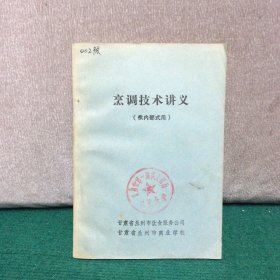 烹调技术讲义
（供内部试用）
甘肃省兰州市饮食服务公司
甘肃省兰州市商业学校